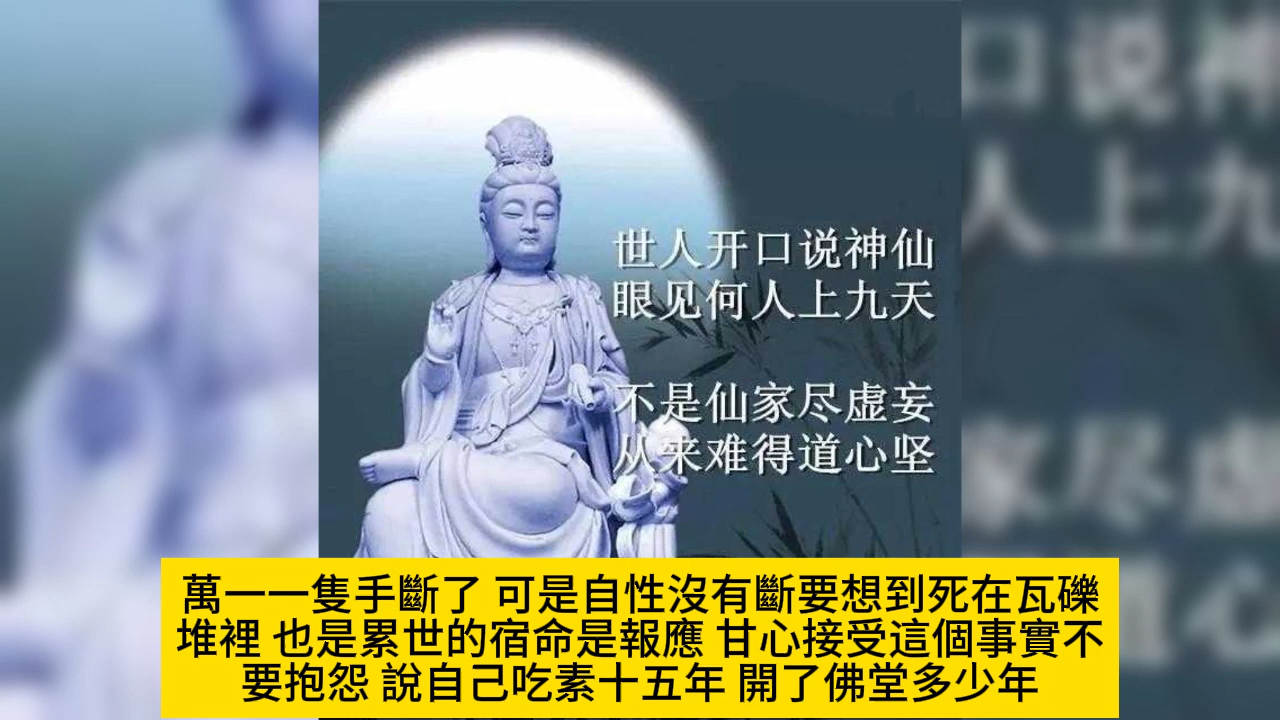 世人开口说神仙
眼见何人上九天
不是仙家尽虚妄
从来难得道心坚
萬一一隻手斷了 可是自性沒有斷要想到死在瓦礫
堆裡 也是累世的宿命是報應 甘心接受這個事實不
要抱怨 說自己吃素十五年 開了佛堂多少年